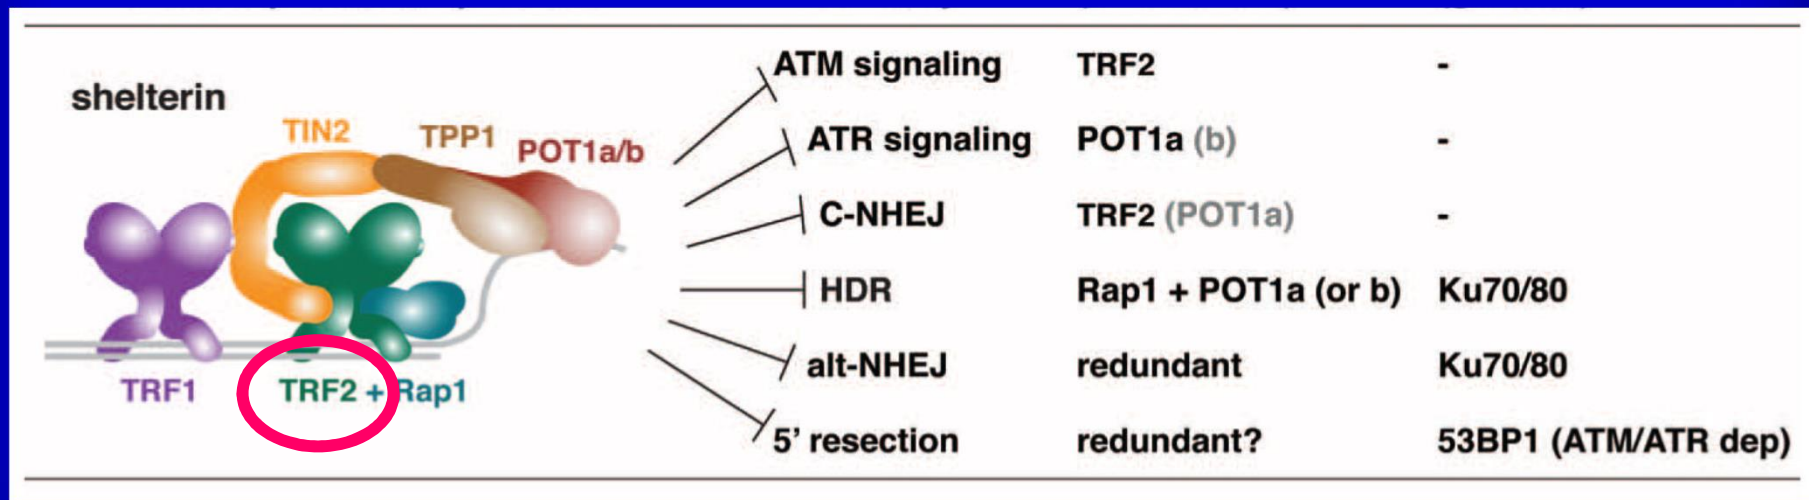 shelterin
TIN2
TPP1
POT1a/b
TRF1
TRF2 + Rap1
ATM signaling TRF2 -
ATR signaling POT1a (b) -
C-NHEJ TRF2 (POT1a) -
HDR Rap1 + POT1a (or b) Ku70/80
alt-NHEJ redundant Ku70/80
5’ resection redundant? 53BP1 (ATM/ATR dep)